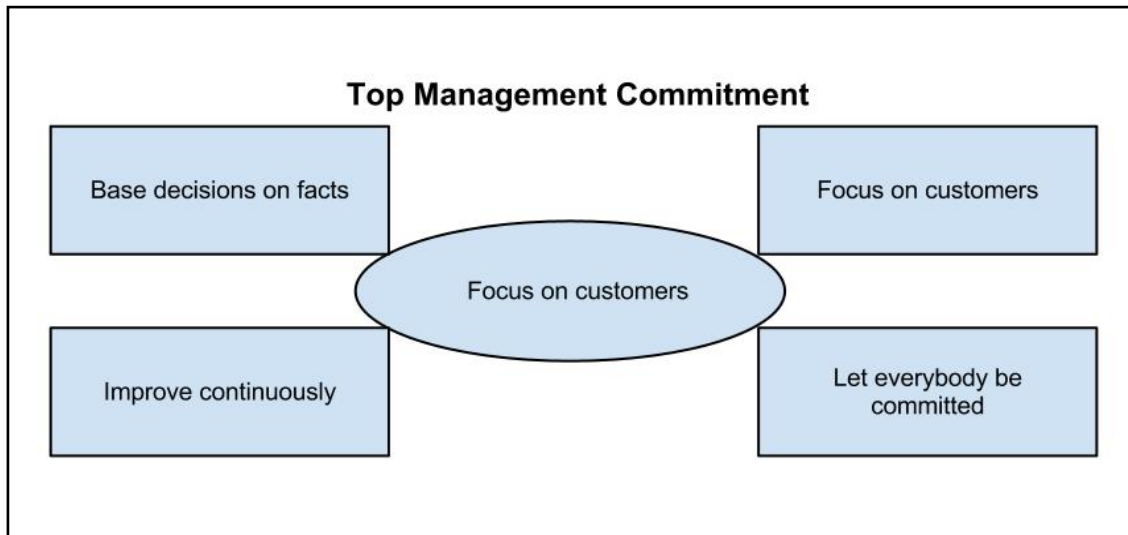 Top Management Commitment
Base decisions on facts
Focus on customers
Focus on customers
Improve continuously
Let everybody be
committed